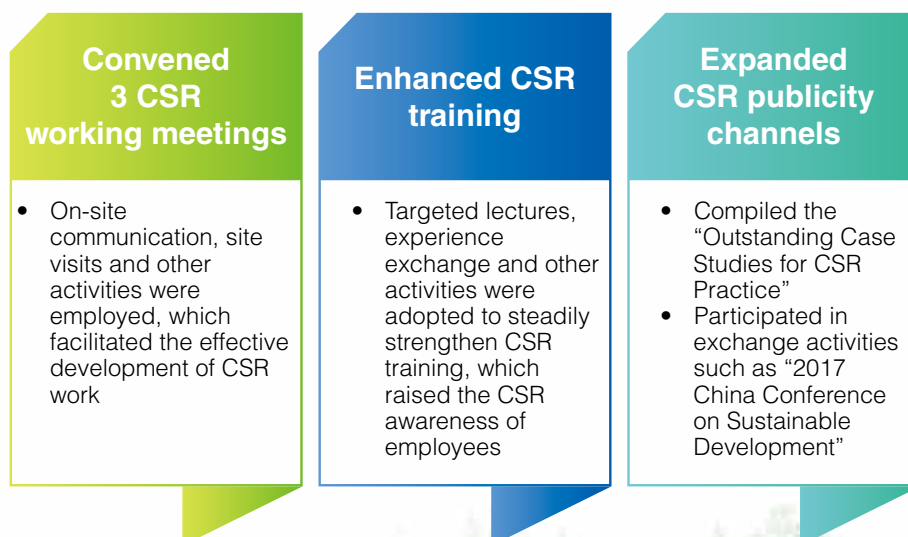 Convened
3 CSR
working meetings
• On-site
communication, site
visits and other
activities were
employed, which
facilitated the effective
development of CSR
work
Enhanced CSR
training
• Targeted lectures,
experience
exchange and other
activities were
adopted to steadily
strengthen CSR
training, which
raised the CSR
awareness of
employees
Expanded
CSR publicity
channels
• Compiled the
“Outstanding Case
Studies for CSR
Practice”
• Participated in
exchange activities
such as “2017
China Conference
on Sustainable
Development”